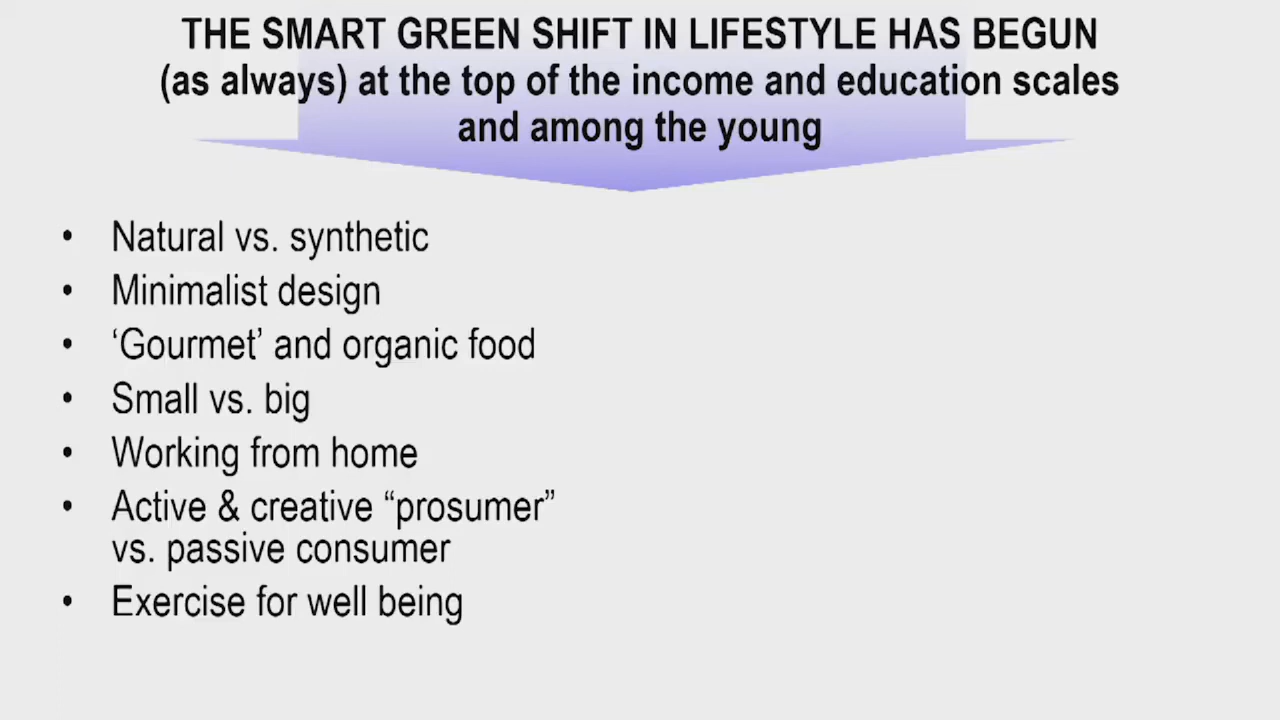 THE SMART GREEN SHIFT IN LIFESTYLE HAS BEGUN
(as always) at the top of the income and education scales
and among the young
• Natural vs. synthetic
• Minimalist design
• ‘Gourmet’ and organic food
• Small vs. big
• Working from home
• Active & creative “prosumer”
vs. passive consumer
• Exercise for well being